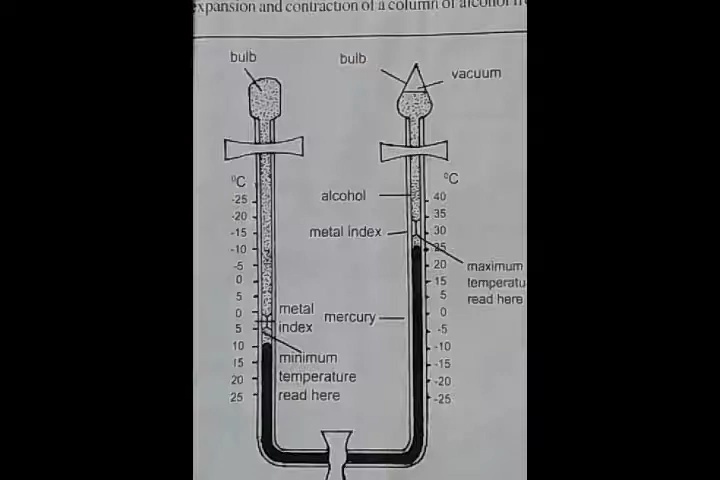 expansion and contraction of a column of alcohol
bulb
bulb
vacuum
°C
°C
-25
-20
-15
-10
-5
0
5
0
5
10
15
20
25
alcohol
metal index
metal
index
mercury
minimum
temperature
read here
40
35
30
25
20
15
5
0
-5
-10
-15
-20
-25
maximum
temperatu
read here